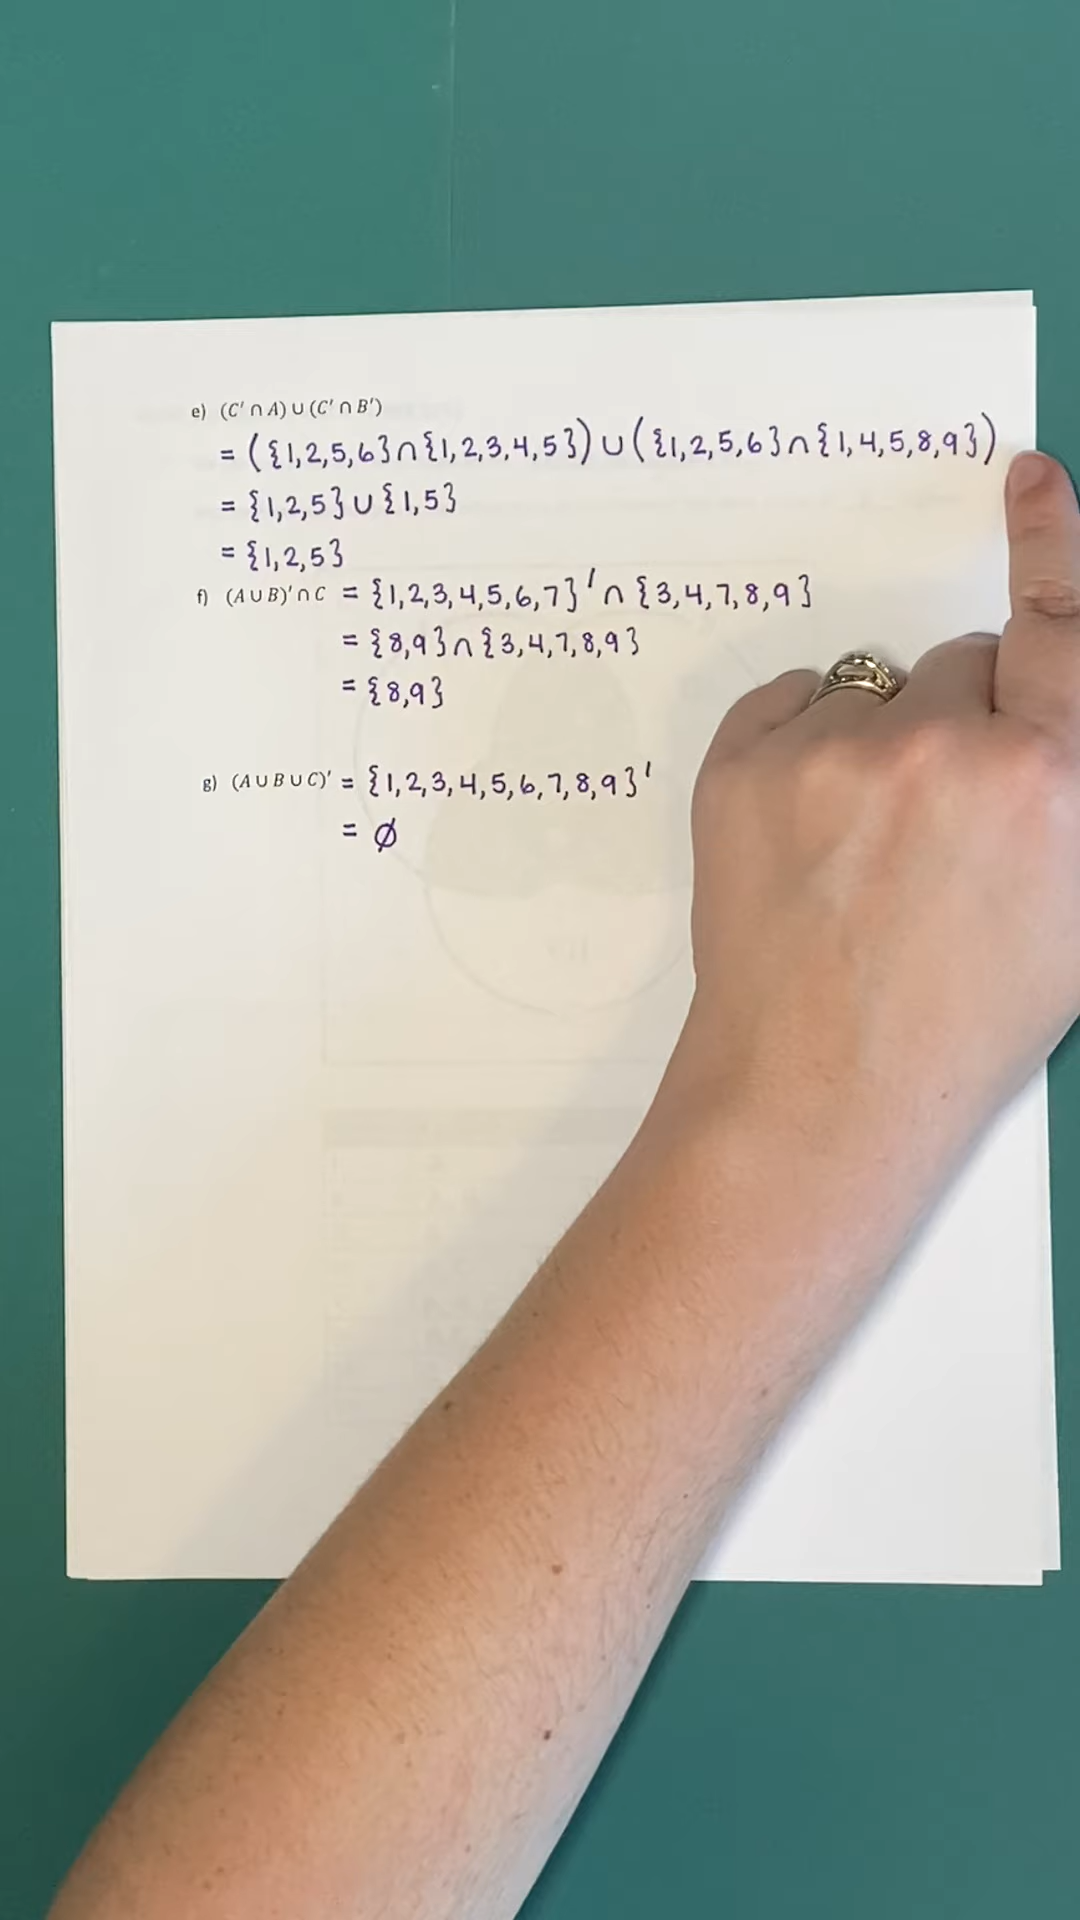 e) (C′ ∩ A) ∪ (C′ ∩ B′)
= ({1,2,5,6}∩{1,2,3,4,5}) ∪ ({1,2,5,6}∩{1,4,5,8,9})
= {1,2,5} ∪ {1,5}
= {1,2,5}
f) (A ∪ B)′ ∩ C = {1,2,3,4,5,6,7}′ ∩ {3,4,7,8,9}
= {8,9} ∩ {3,4,7,8,9}
= {8,9}
g) (A ∪ B ∪ C)′ = {1,2,3,4,5,6,7,8,9}′
= ∅